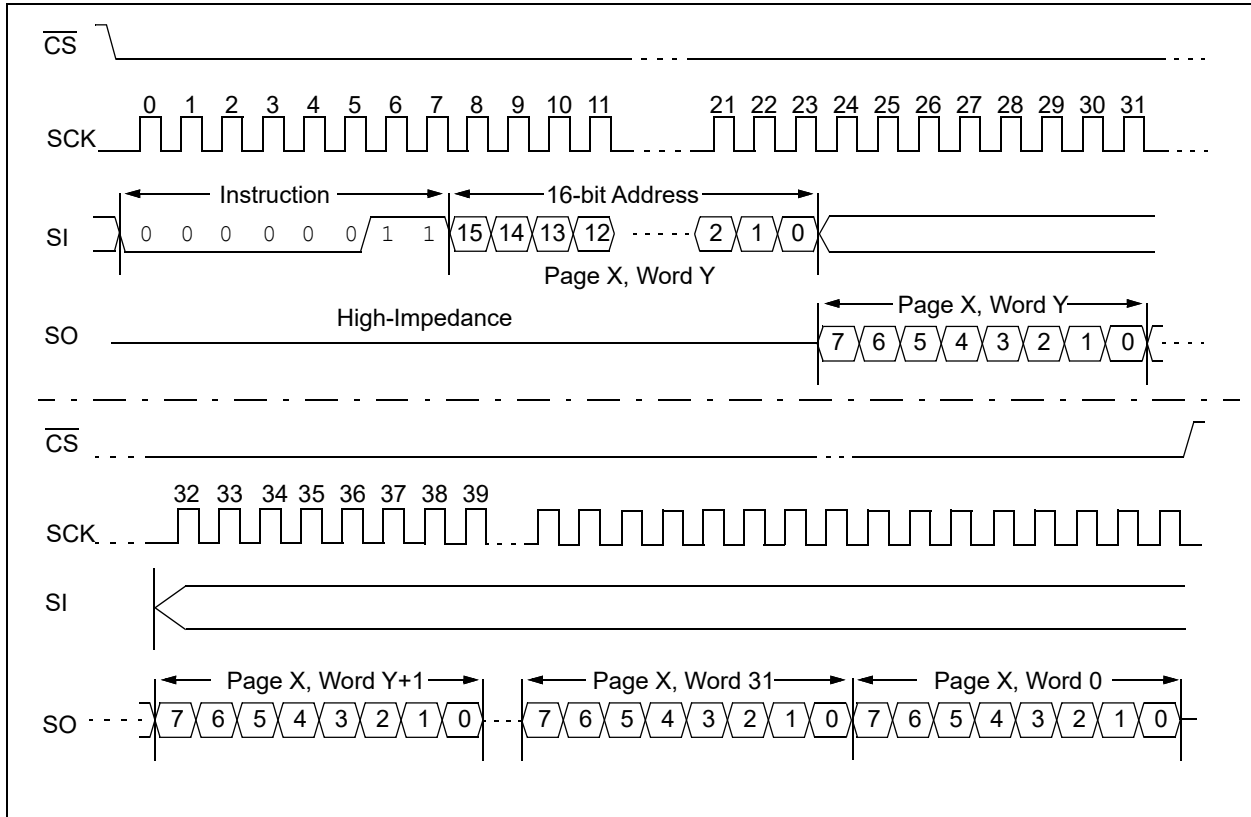 CS
0 1 2 3 4 5 6 7 8 9 10 11 21 22 23 24 25 26 27 28 29 30 31
SCK
Instruction 16-bit Address
SI 0 0 0 0 0 0 1 1 15 14 13 12 2 1 0
Page X, Word Y
Page X, Word Y
High-Impedance
SO 7 6 5 4 3 2 1 0
CS
32 33 34 35 36 37 38 39
SCK
SI
Page X, Word Y+1 Page X, Word 31 Page X, Word 0
SO 7 6 5 4 3 2 1 0 7 6 5 4 3 2 1 0 7 6 5 4 3 2 1 0